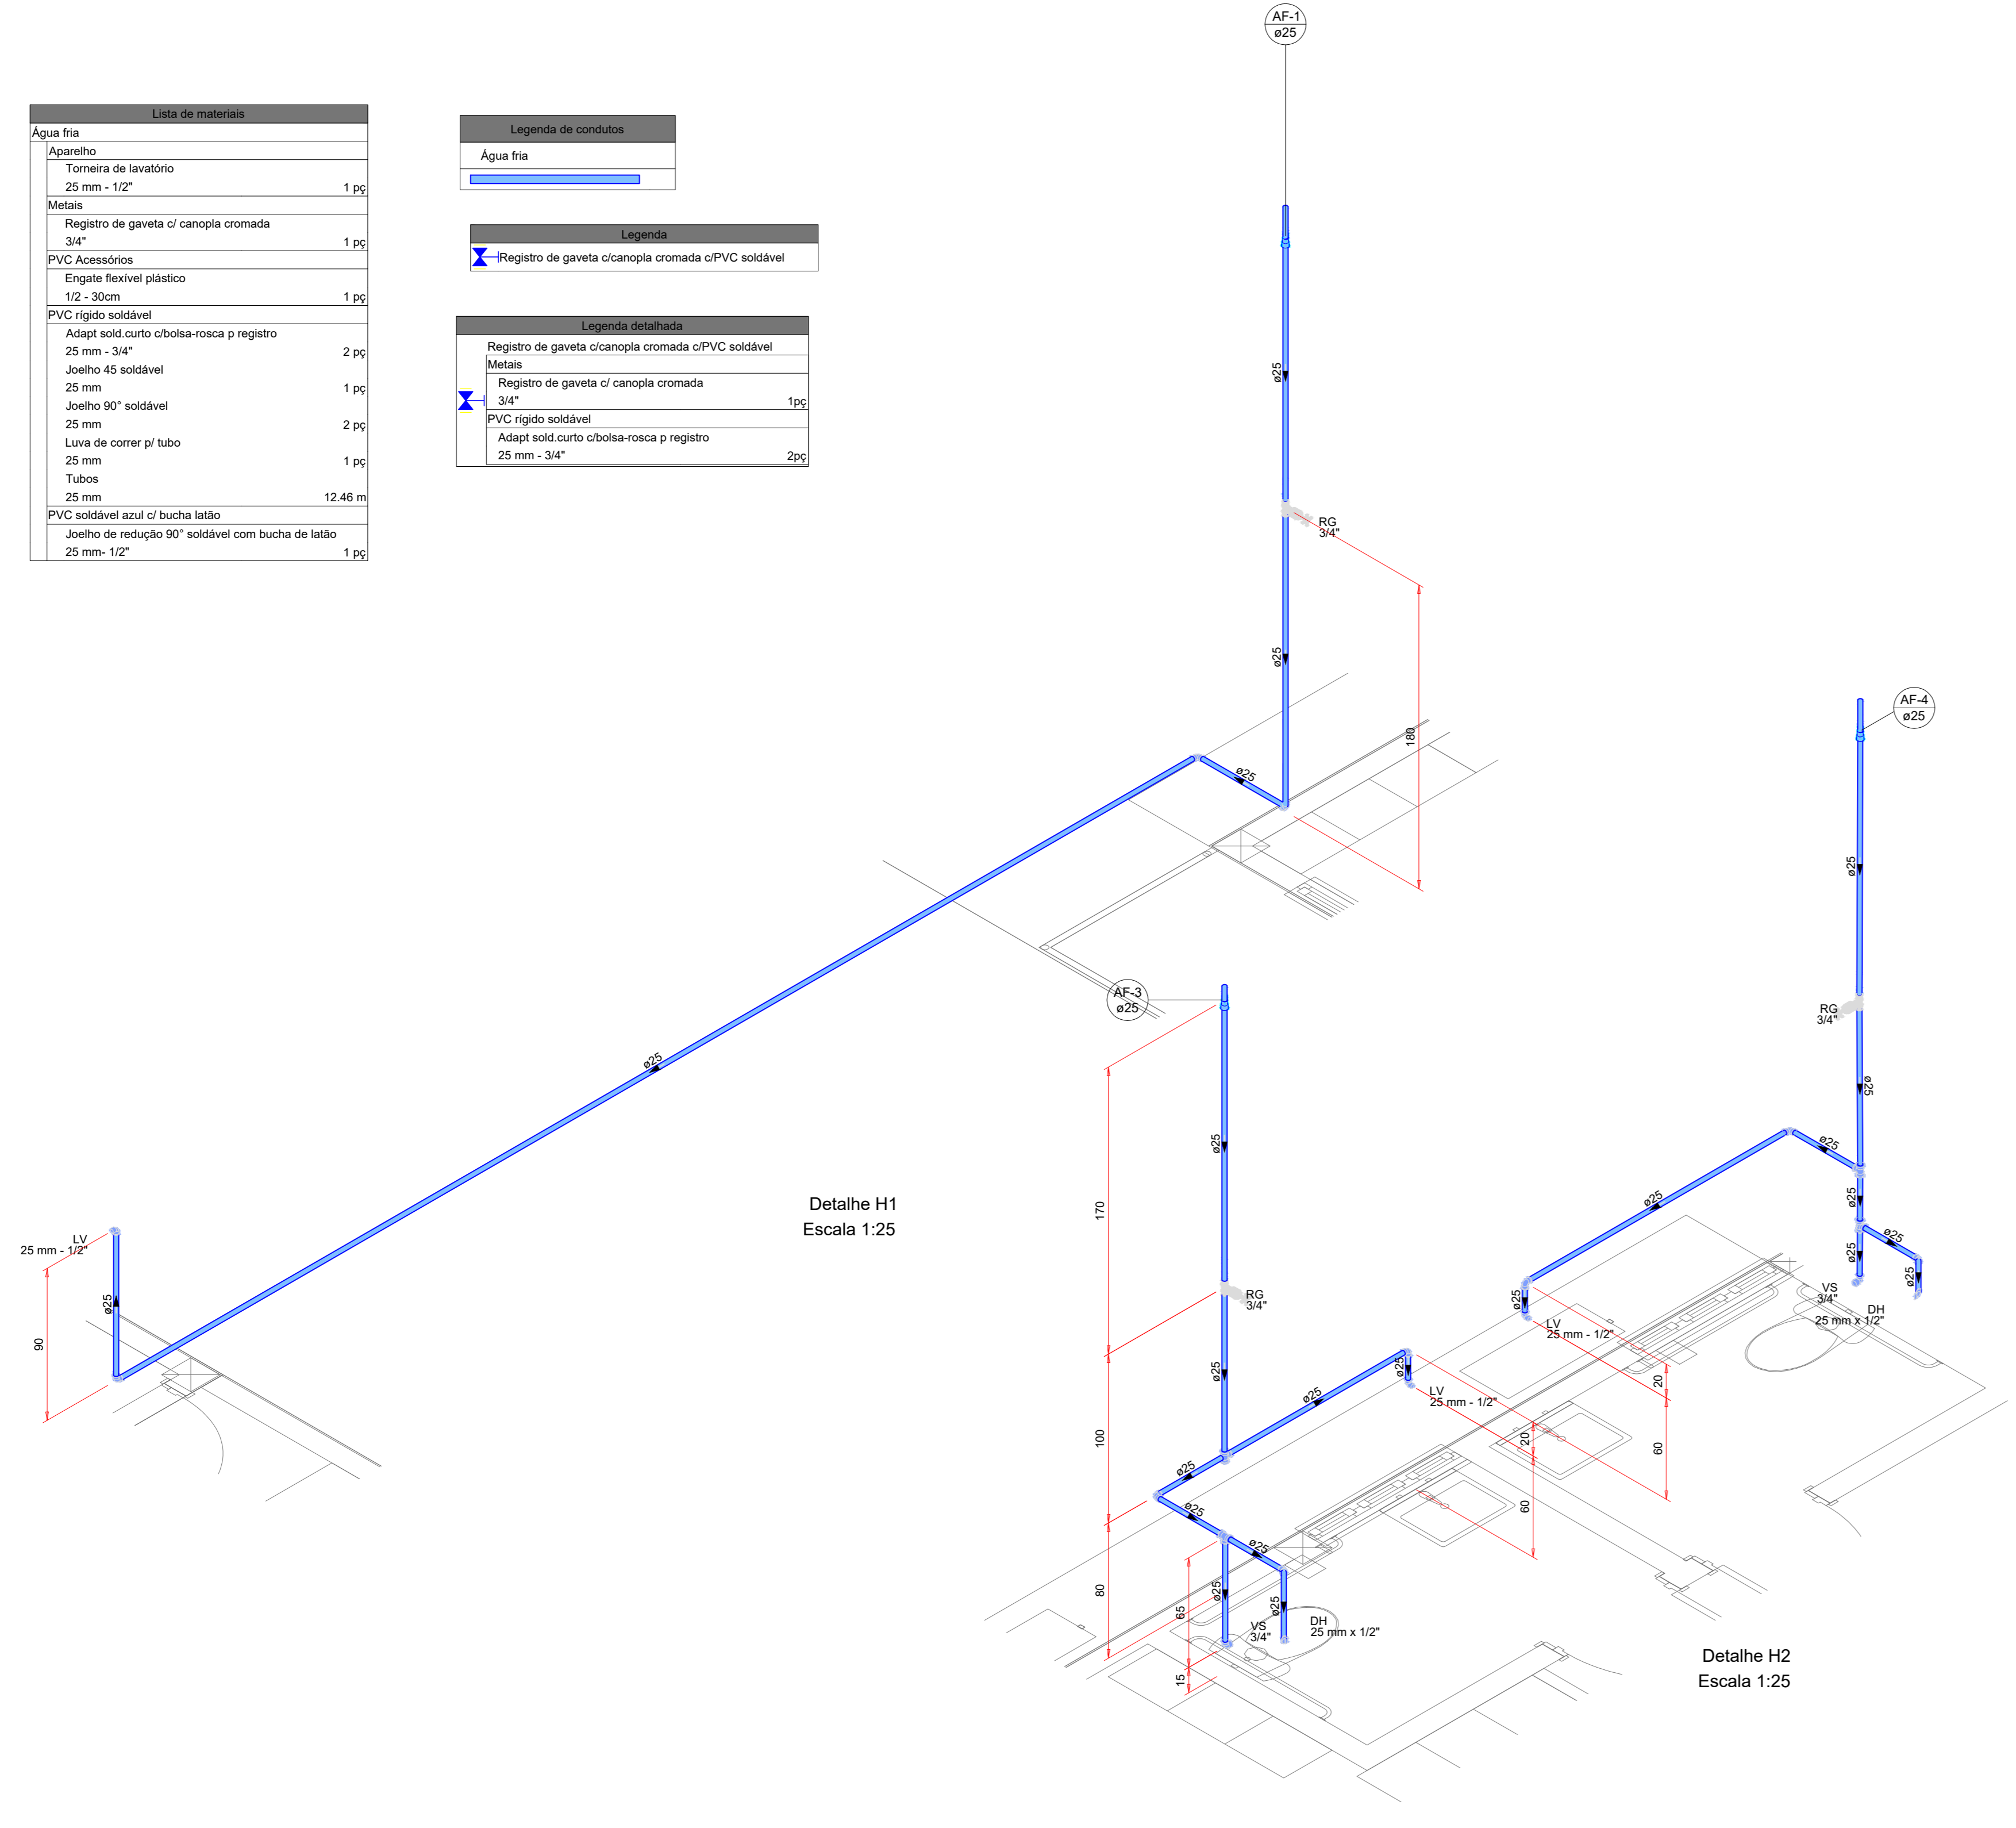 AF-1
ø25
Lista de materiais
Água fria
Aparelho
Torneira de lavatório
25 mm - 1/2" 1 pç
Metais
Registro de gaveta c/ canopla cromada
3/4" 1 pç
PVC Acessórios
Engate flexível plástico
1/2 - 30cm 1 pç
PVC rígido soldável
Adapt sold.curto c/bolsa-rosca p registro
25 mm - 3/4" 2 pç
Joelho 45 soldável
25 mm 1 pç
Joelho 90° soldável
25 mm 2 pç
Luva de correr p/ tubo
25 mm 1 pç
Tubos
25 mm 12.46 m
PVC soldável azul c/ bucha latão
Joelho de redução 90° soldável com bucha de latão
25 mm- 1/2" 1 pç
Legenda de condutos
Água fria
Legenda
Registro de gaveta c/canopla cromada c/PVC soldável
Legenda detalhada
Registro de gaveta c/canopla cromada c/PVC soldável
Metais
Registro de gaveta c/ canopla cromada
3/4" 1pç
PVC rígido soldável
Adapt sold.curto c/bolsa-rosca p registro
25 mm - 3/4" 2pç
ø25
RG
3/4"
ø25
180
ø25
ø25
LV
25 mm - 1/2"
ø25
90
Detalhe H1
Escala 1:25
AF-3
ø25
ø25
170
RG
3/4"
ø25
100
ø25
ø25
LV
25 mm - 1/2"
20
60
ø25
ø25
ø25
ø25
ø25
80
65
15
VS
3/4"
DH
25 mm x 1/2"
AF-4
ø25
ø25
RG
3/4"
ø25
ø25
ø25
ø25
ø25
ø25
ø25
ø25
LV
25 mm - 1/2"
VS
3/4"
DH
25 mm x 1/2"
20
60
Detalhe H2
Escala 1:25